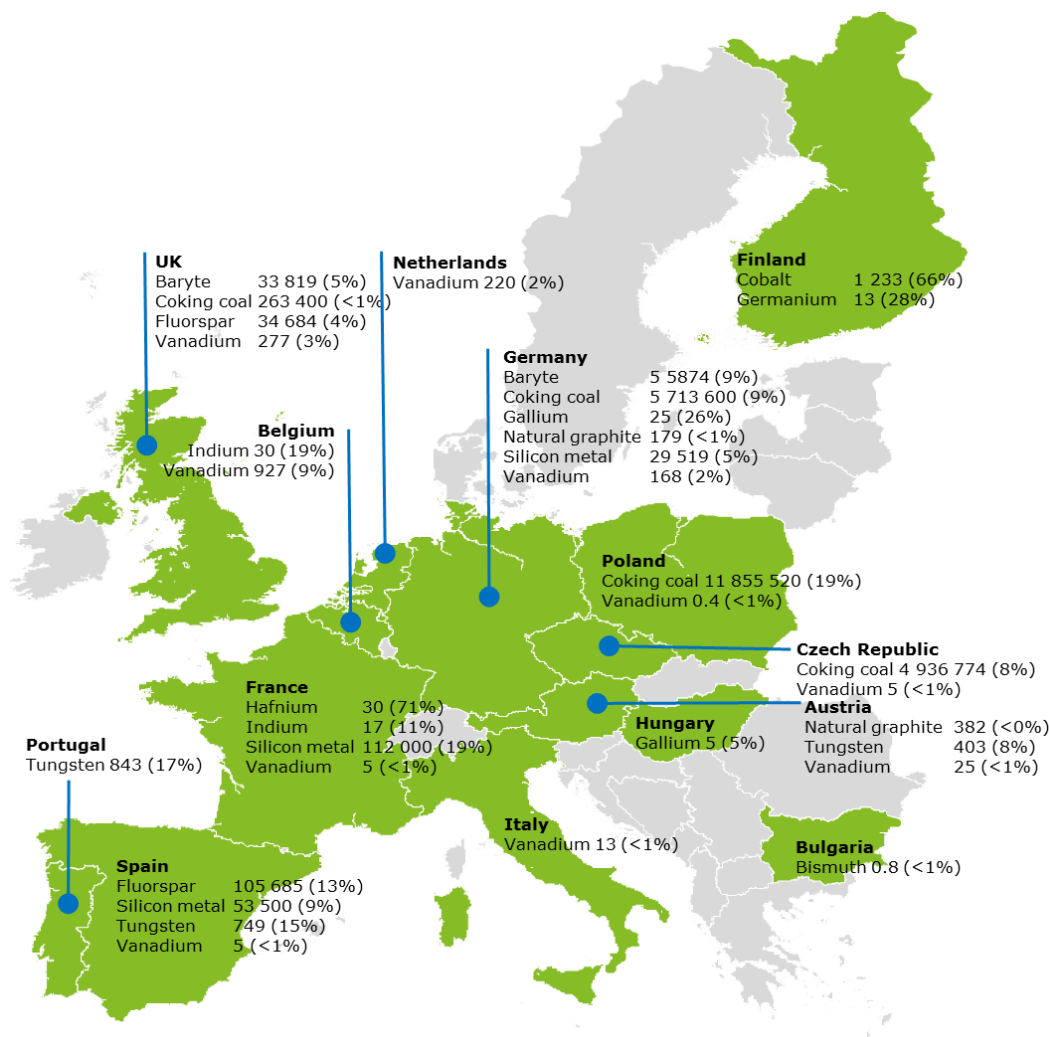 UK
Baryte 33 819 (5%)
Coking coal 263 400 (<1%)
Fluorspar 34 684 (4%)
Vanadium 277 (3%)
Netherlands
Vanadium 220 (2%)
Finland
Cobalt 1 233 (66%)
Germanium 13 (28%)
Germany
Baryte 5 5874 (9%)
Coking coal 5 713 600 (9%)
Gallium 25 (26%)
Natural graphite 179 (<1%)
Silicon metal 29 519 (5%)
Vanadium 168 (2%)
Belgium
Indium 30 (19%)
Vanadium 927 (9%)
Poland
Coking coal 11 855 520 (19%)
Vanadium 0.4 (<1%)
Czech Republic
Coking coal 4 936 774 (8%)
Vanadium 5 (<1%)
France
Hafnium 30 (71%)
Indium 17 (11%)
Silicon metal 112 000 (19%)
Vanadium 5 (<1%)
Austria
Natural graphite 382 (<0%)
Tungsten 403 (8%)
Vanadium 25 (<1%)
Hungary
Gallium 5 (5%)
Portugal
Tungsten 843 (17%)
Italy
Vanadium 13 (<1%)
Bulgaria
Bismuth 0.8 (<1%)
Spain
Fluorspar 105 685 (13%)
Silicon metal 53 500 (9%)
Tungsten 749 (15%)
Vanadium 5 (<1%)